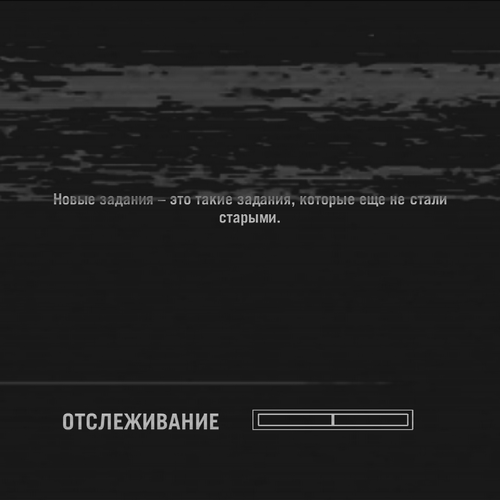 Новые задания – это такие задания, которые еще не стали
старыми.
ОТСЛЕЖИВАНИЕ